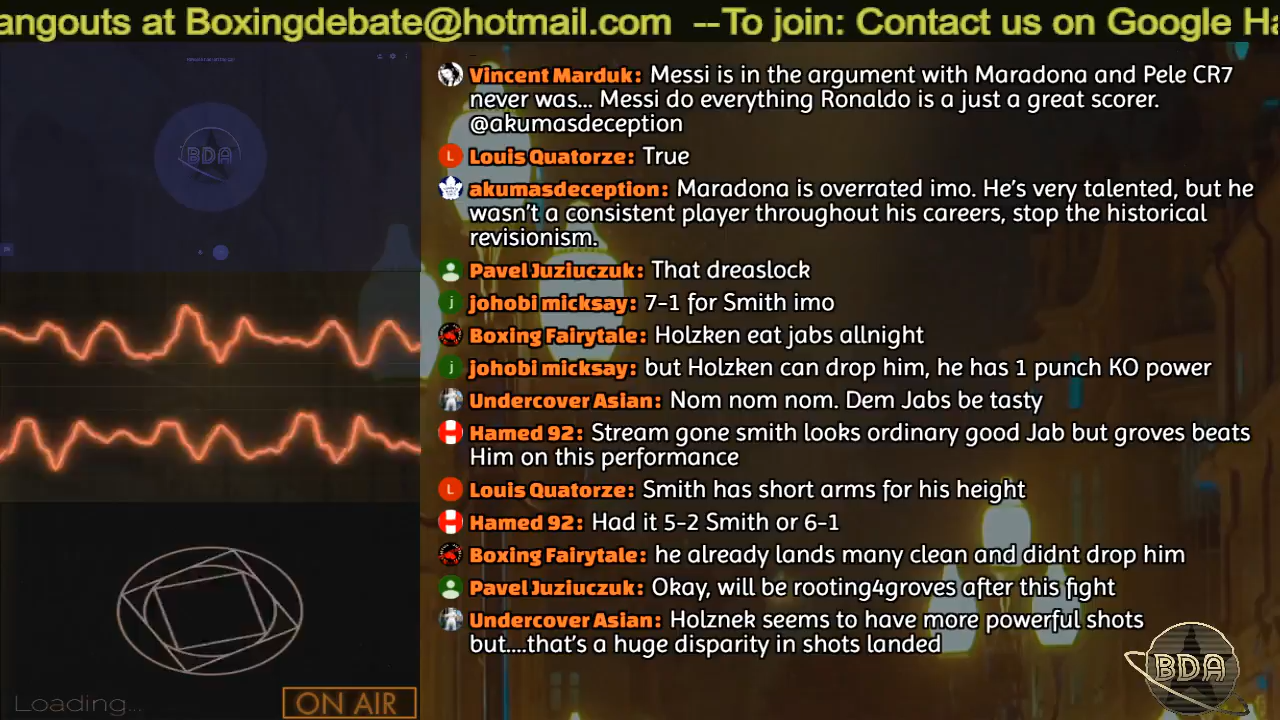 angouts at Boxingdebate@hotmail.com --To join: Contact us on Google Ha
BDA
Vincent Marduk: Messi is in the argument with Maradona and Pele CR7
never was... Messi do everything Ronaldo is a just a great scorer.
@akumasdeception
L Louis Quatorze: True
akumasdeception: Maradona is overrated imo. He's very talented, but he
wasn't a consistent player throughout his careers, stop the historical
revisionism.
Pavel Juziuczuk: That dreaslock
j johobi micksay: 7-1 for Smith imo
Boxing Fairytale: Holzken eat jabs allnight
j johobi micksay: but Holzken can drop him, he has 1 punch KO power
Undercover Asian: Nom nom nom. Dem Jabs be tasty
Hamed 92: Stream gone smith looks ordinary good Jab but groves beats
Him on this performance
L Louis Quatorze: Smith has short arms for his height
Hamed 92: Had it 5-2 Smith or 6-1
Boxing Fairytale: he already lands many clean and didnt drop him
Pavel Juziuczuk: Okay, will be rooting4groves after this fight
Undercover Asian: Holznek seems to have more powerful shots
but....that's a huge disparity in shots landed
Loading...
ON AIR
BDA